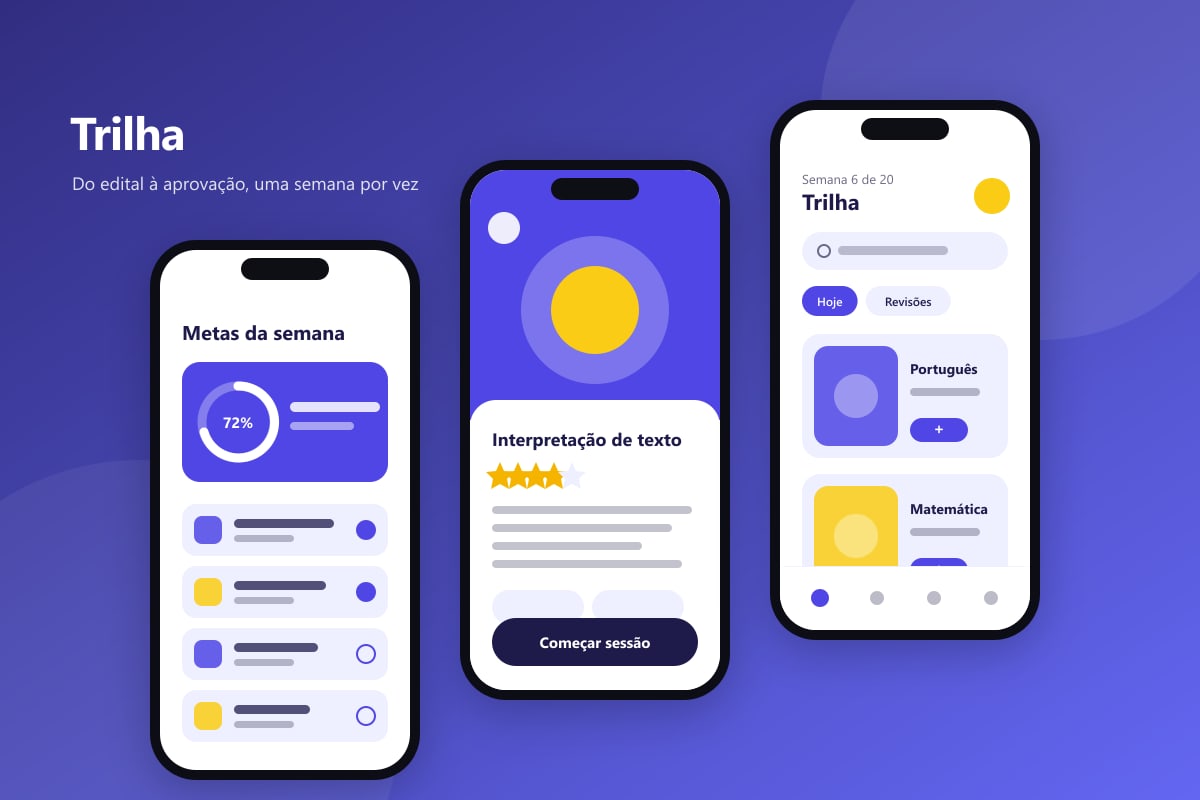 Trilha
Do edital à aprovação, uma semana por vez
Metas da semana
72%
Interpretação de texto
Começar sessão
Semana 6 de 20
Trilha
Hoje
Revisões
Português
+
Matemática